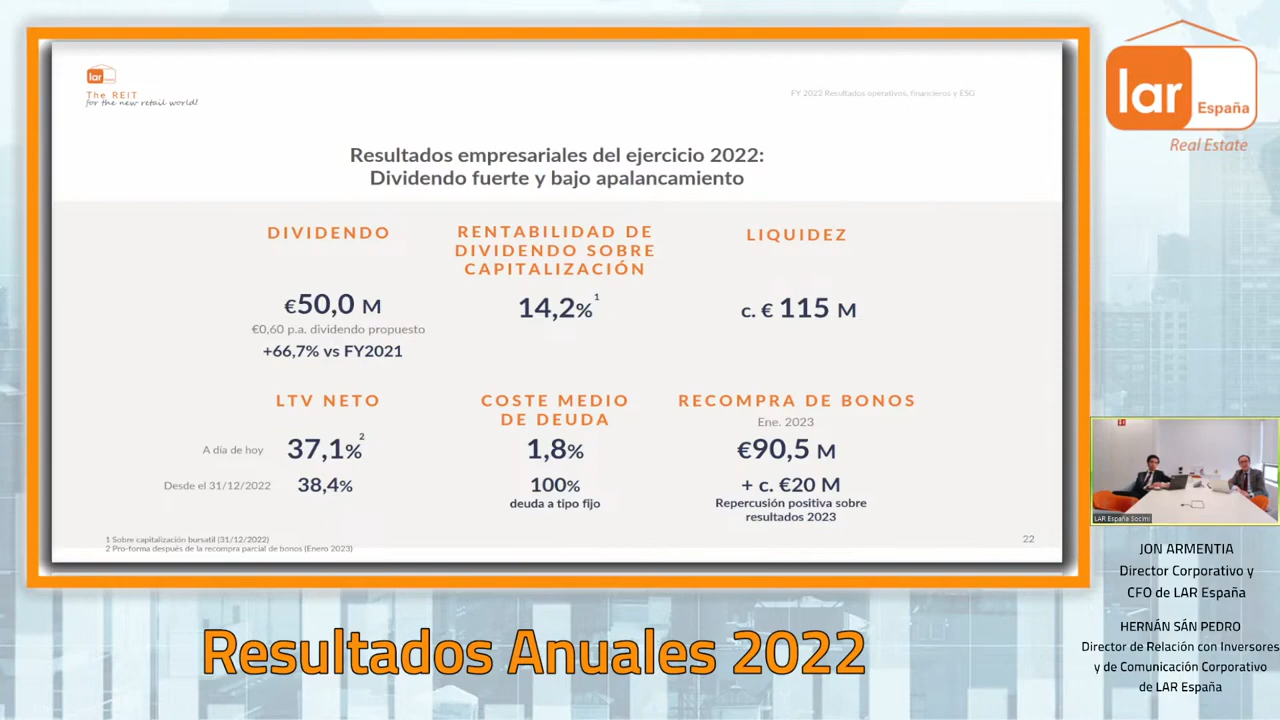 lar
The REIT
for the new retail world!
FY 2022 Resultados operativos, financieros y ESG
Resultados empresariales del ejercicio 2022:
Dividendo fuerte y bajo apalancamiento
DIVIDENDO
€50,0 M
€0,60 p.a. dividendo propuesto
+66,7% vs FY2021
RENTABILIDAD DE
DIVIDENDO SOBRE
CAPITALIZACIÓN
14,2%1
LIQUIDEZ
c. € 115 M
LTV NETO
A día de hoy 37,1%2
Desde el 31/12/2022 38,4%
COSTE MEDIO
DE DEUDA
1,8%
100%
deuda a tipo fijo
RECOMPRA DE BONOS
Ene. 2023
€90,5 M
+ c. €20 M
Repercusión positiva sobre
resultados 2023
1 Sobre capitalización bursatil (31/12/2022)
2 Pro-forma después de la recompra parcial de bonos (Enero 2023)
22
lar
España
Real Estate
LAR España Socimi
JON ARMENTIA
Director Corporativo y
CFO de LAR España
HERNÁN SÁN PEDRO
Director de Relación con Inversores
y de Comunicación Corporativo
de LAR España
Resultados Anuales 2022